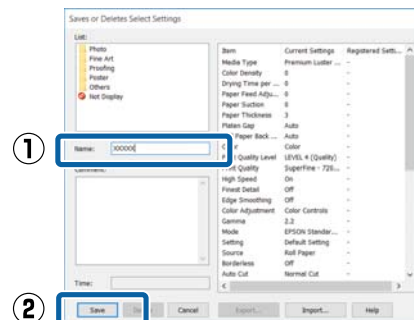 Saves or Deletes Select Settings
List:
Photo
Fine Art
Proofing
Poster
Others
Not Display
① Name: XXXXX
Comment:
Time:
② Save Cancel Export... Import... Help
Item Current Settings Registered Setti...
Media Type Premium Luster ... -
Color Density 0 -
Drying Time per ... 0 -
Paper Feed Adju... 0 -
Paper Suction 0 -
Paper Thickness 3 -
Platen Gap Auto -
Paper Back ... Auto -
Color -
Quality Level LEVEL 4 (Quality) -
Quality SuperFine - 720... -
High Speed On -
Finest Detail Off -
Edge Smoothing Off -
Color Adjustment Color Controls -
Gamma 2.2 -
Mode EPSON Standar... -
Setting Default Setting -
Source Roll Paper -
Borderless Off -
Auto Cut Normal Cut -